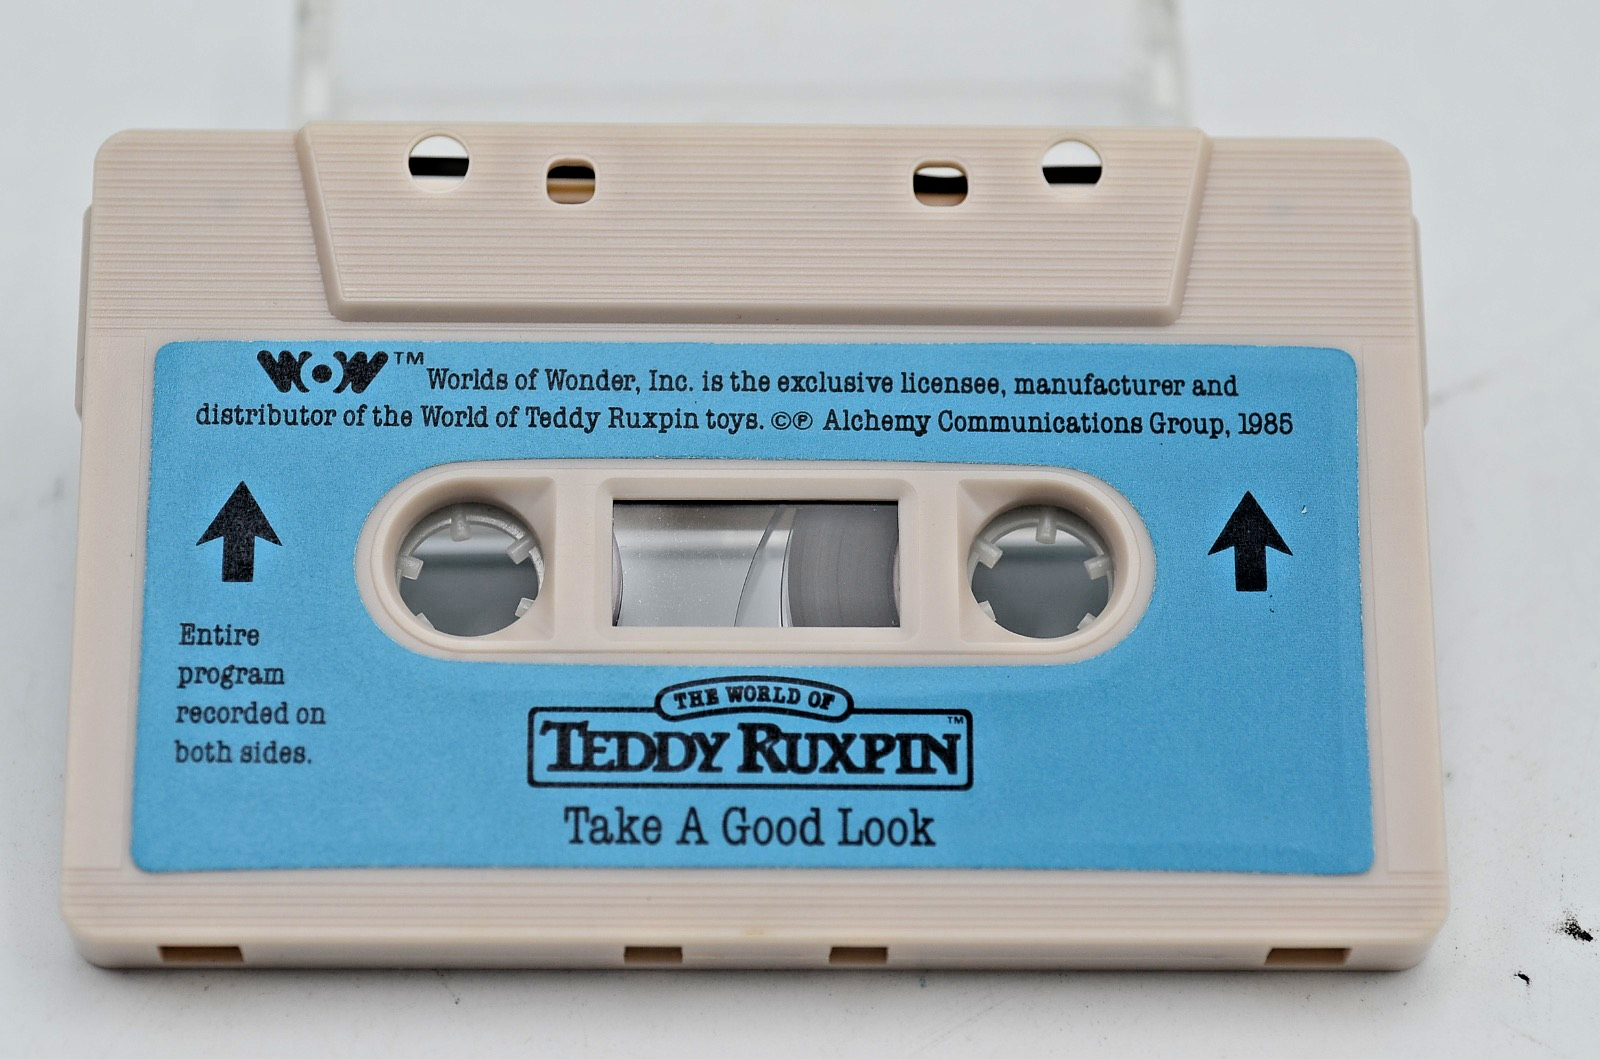 WOW™ Worlds of Wonder, Inc. is the exclusive licensee, manufacturer and
distributor of the World of Teddy Ruxpin toys. ©℗ Alchemy Communications Group, 1985
Entire
program
recorded on
both sides.
THE WORLD OF
TEDDY RUXPIN™
Take A Good Look